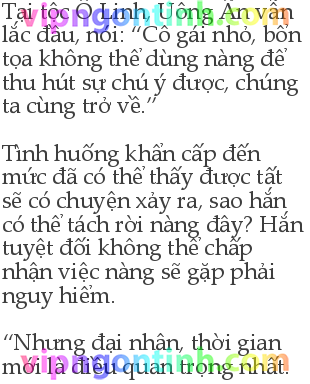 vipngontinh.com
Tai tộc Ô Linh, Uông Ấn vẫn
lắc đầu, nói: “Cô gái nhỏ, bổn
tọa không thể dùng nàng để
thu hút sự chú ý được, chúng
ta cùng trở về.”
Tình huống khẩn cấp đến
mức đã có thể thấy được tất
sẽ có chuyện xảy ra, sao hắn
có thể tách rời nàng đây? Hắn
tuyệt đối không thể chấp
nhận việc nàng sẽ gặp phải
nguy hiểm.
“Nhưng đại nhân, thời gian
mới là điều quan trọng nhất.
vipngontinh.com